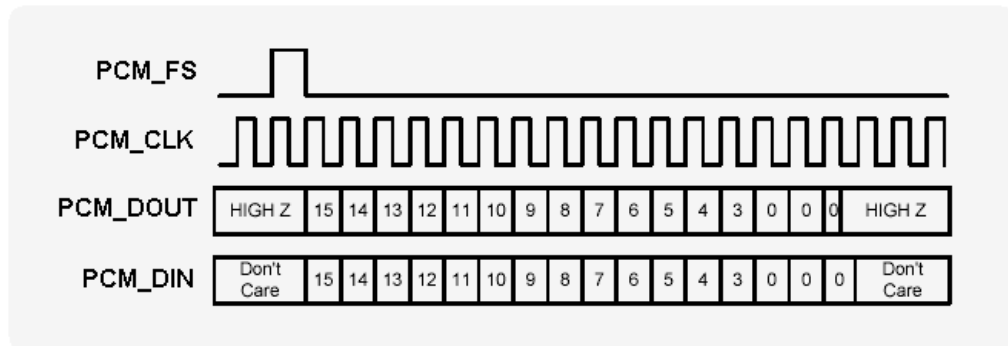 PCM_FS
PCM_CLK
PCM_DOUT HIGH Z 15 14 13 12 11 10 9 8 7 6 5 4 3 0 0 0 HIGH Z
PCM_DIN Don't Care 15 14 13 12 11 10 9 8 7 6 5 4 3 0 0 0 Don't Care